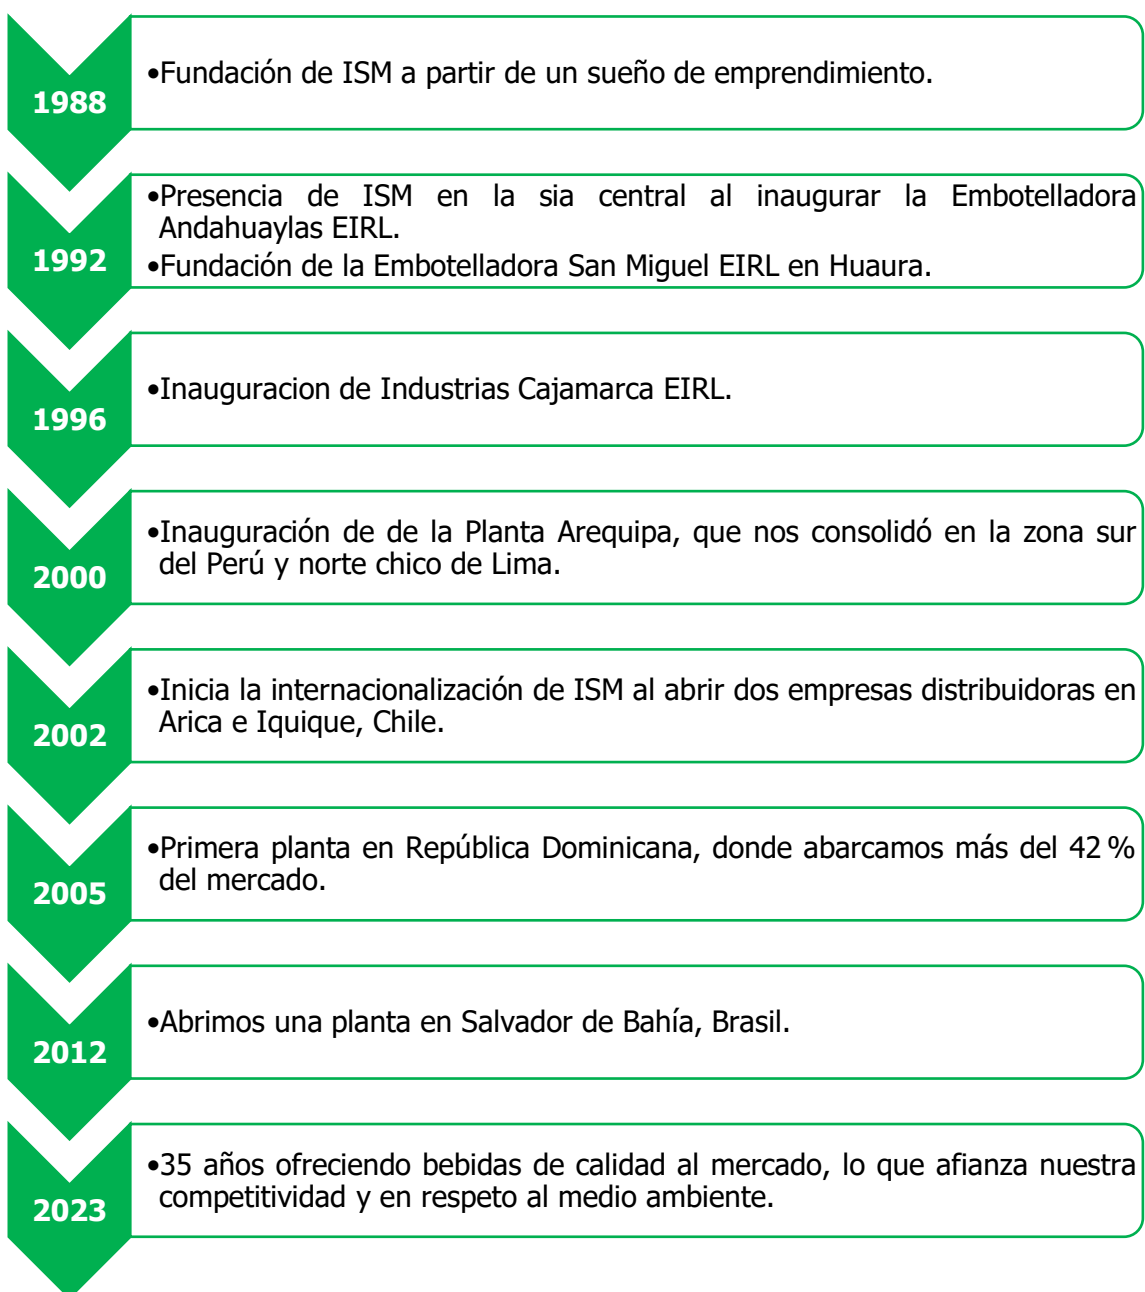 1988
•Fundación de ISM a partir de un sueño de emprendimiento.
1992
•Presencia de ISM en la sia central al inaugurar la Embotelladora
Andahuaylas EIRL.
•Fundación de la Embotelladora San Miguel EIRL en Huaura.
1996
•Inauguracion de Industrias Cajamarca EIRL.
2000
•Inauguración de de la Planta Arequipa, que nos consolidó en la zona sur
del Perú y norte chico de Lima.
2002
•Inicia la internacionalización de ISM al abrir dos empresas distribuidoras en
Arica e Iquique, Chile.
2005
•Primera planta en República Dominicana, donde abarcamos más del 42 %
del mercado.
2012
•Abrimos una planta en Salvador de Bahía, Brasil.
2023
•35 años ofreciendo bebidas de calidad al mercado, lo que afianza nuestra
competitividad y en respeto al medio ambiente.